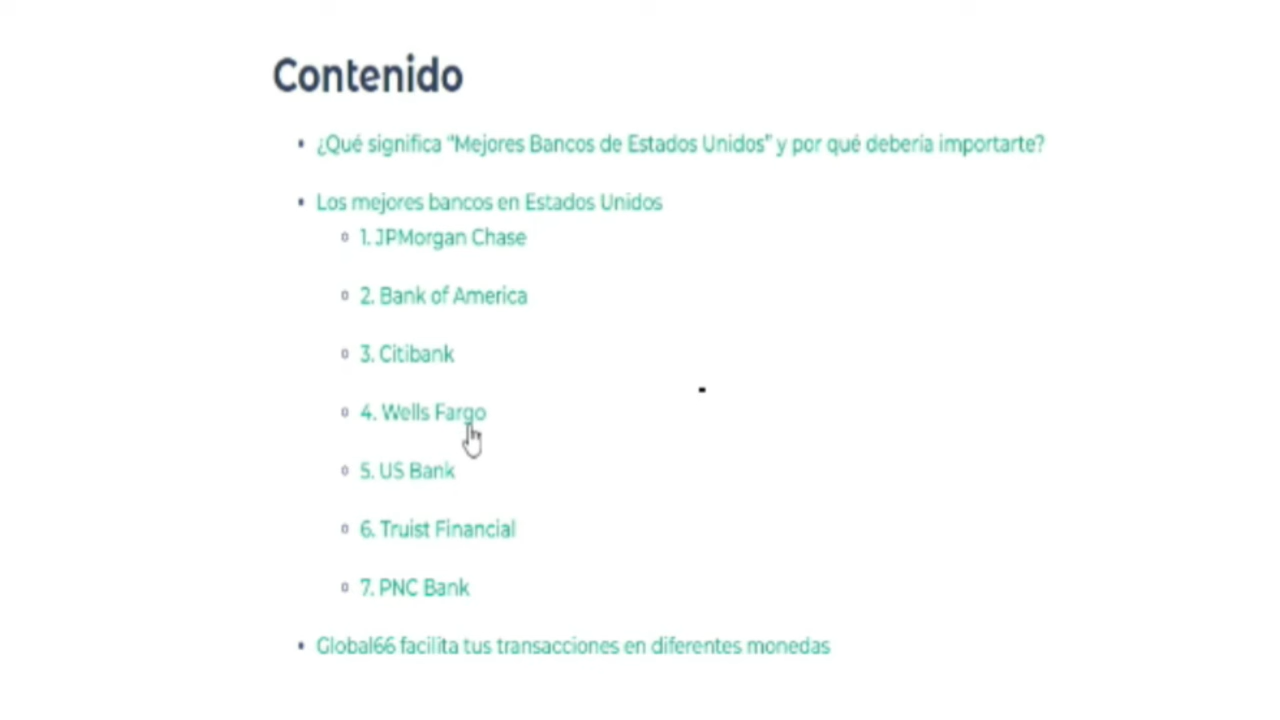 Contenido
¿Qué significa "Mejores Bancos de Estados Unidos" y por qué debería importarte?
Los mejores bancos en Estados Unidos
1. JPMorgan Chase
2. Bank of America
3. Citibank
4. Wells Fargo
5. US Bank
6. Truist Financial
7. PNC Bank
Global66 facilita tus transacciones en diferentes monedas